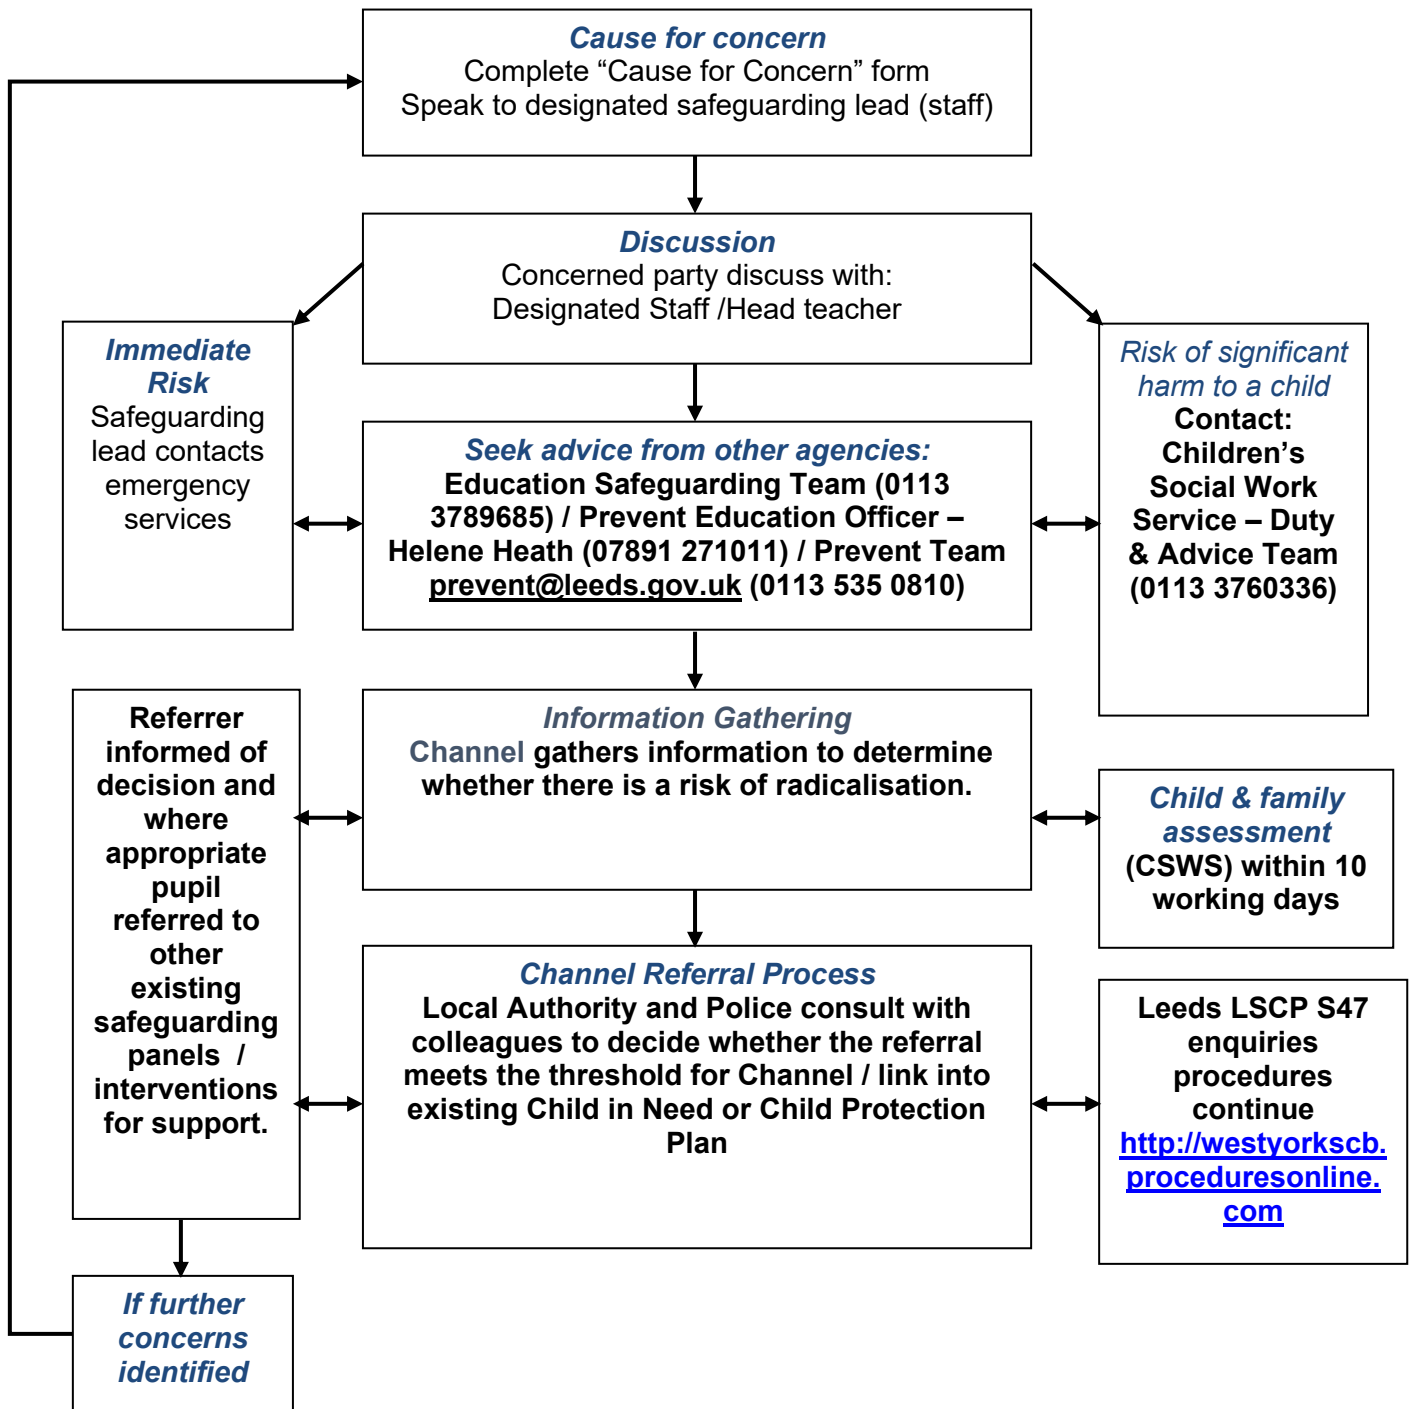 Cause for concern
Complete “Cause for Concern” form
Speak to designated safeguarding lead (staff)
Discussion
Concerned party discuss with:
Designated Staff /Head teacher
Immediate
Risk
Safeguarding
lead contacts
emergency
services
Seek advice from other agencies:
Education Safeguarding Team (0113
3789685) / Prevent Education Officer –
Helene Heath (07891 271011) / Prevent Team
prevent@leeds.gov.uk (0113 535 0810)
Risk of significant
harm to a child
Contact:
Children’s
Social Work
Service – Duty
& Advice Team
(0113 3760336)
Referrer
informed of
decision and
where
appropriate
pupil
referred to
other
existing
safeguarding
panels /
interventions
for support.
Information Gathering
Channel gathers information to determine
whether there is a risk of radicalisation.
Child & family
assessment
(CSWS) within 10
working days
Channel Referral Process
Local Authority and Police consult with
colleagues to decide whether the referral
meets the threshold for Channel / link into
existing Child in Need or Child Protection
Plan
Leeds LSCP S47
enquiries
procedures
continue
http://westyorkscb.
proceduresonline.
com
If further
concerns
identified